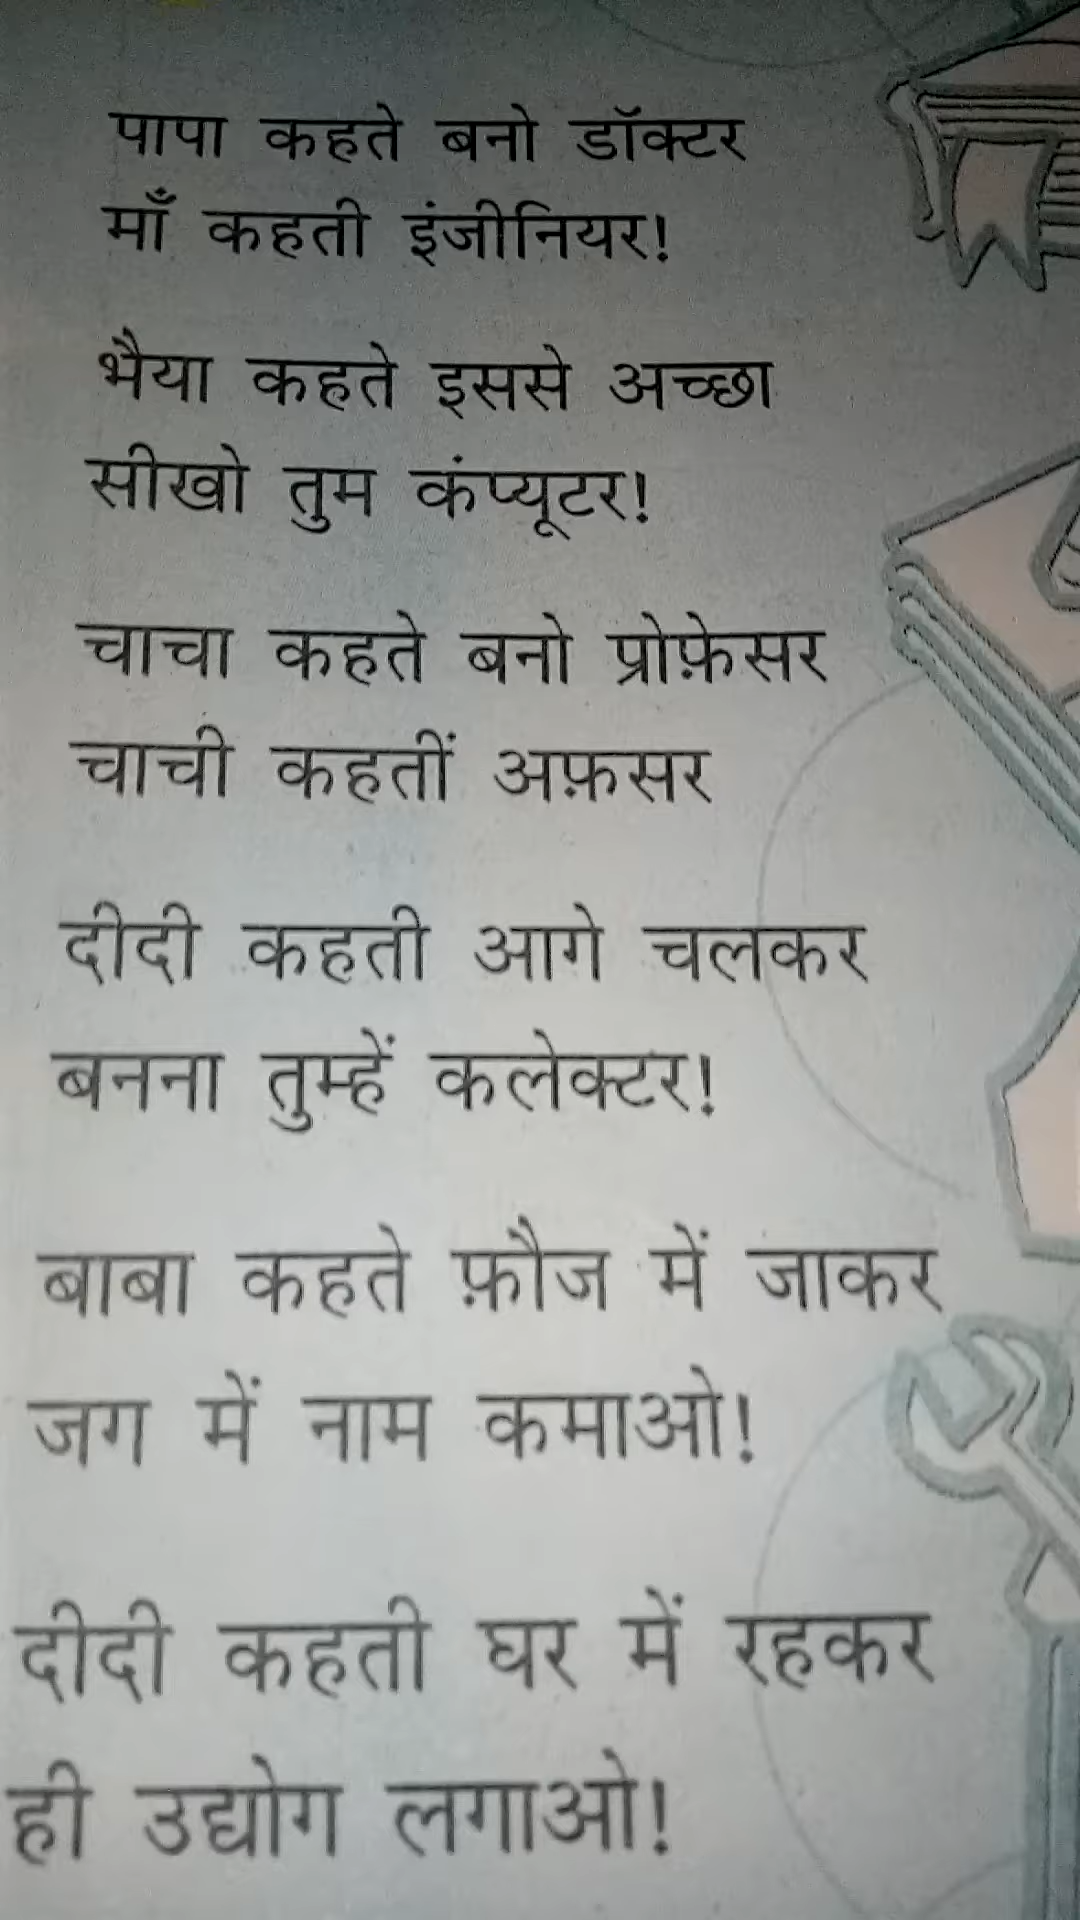 पापा कहते बनो डॉक्टर
माँ कहती इंजीनियर!
भैया कहते इससे अच्छा
सीखो तुम कंप्यूटर!
चाचा कहते बनो प्रोफ़ेसर
चाची कहतीं अफ़सर
दीदी कहती आगे चलकर
बनना तुम्हें कलेक्टर!
बाबा कहते फ़ौज में जाकर
जग में नाम कमाओ!
दीदी कहती घर में रहकर
ही उद्योग लगाओ!